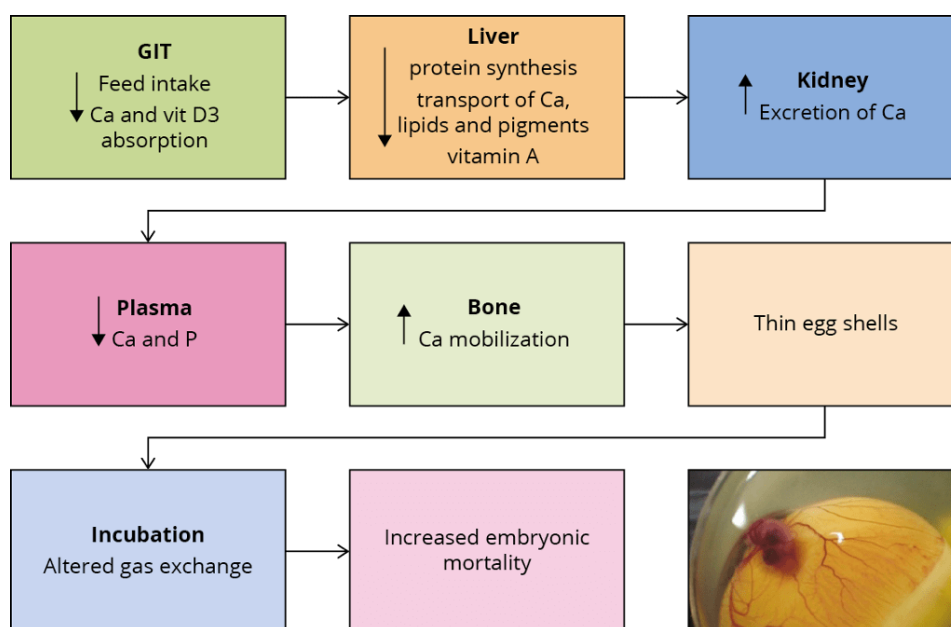 GIT
Feed intake
Ca and vit D3
absorption
Liver
protein synthesis
transport of Ca,
lipids and pigments
vitamin A
Kidney
Excretion of Ca
Plasma
Ca and P
Bone
Ca mobilization
Thin egg shells
Incubation
Altered gas exchange
Increased embryonic
mortality